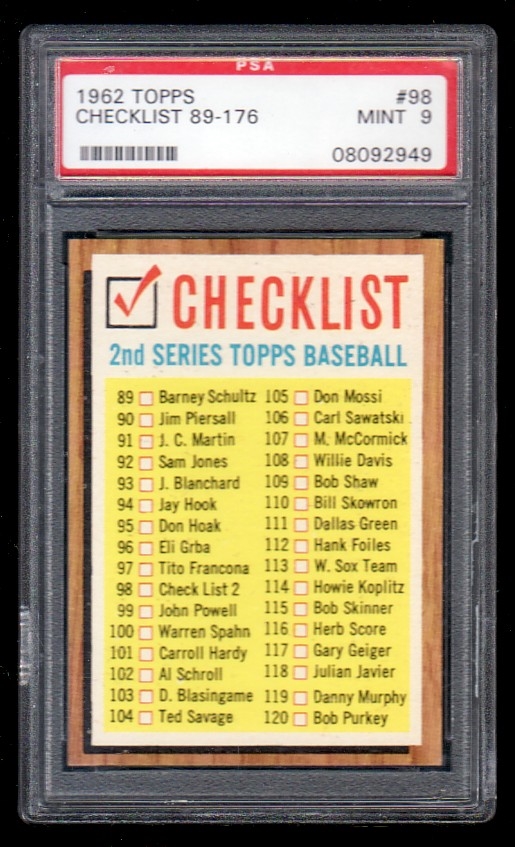 PSA
1962 TOPPS #98
CHECKLIST 89-176 MINT 9
08092949
CHECKLIST
2nd SERIES TOPPS BASEBALL
89 Barney Schultz
90 Jim Piersall
91 J. C. Martin
92 Sam Jones
93 J. Blanchard
94 Jay Hook
95 Don Hoak
96 Eli Grba
97 Tito Francona
98 Check List 2
99 John Powell
100 Warren Spahn
101 Carroll Hardy
102 Al Schroll
103 D. Blasingame
104 Ted Savage
105 Don Mossi
106 Carl Sawatski
107 M. McCormick
108 Willie Davis
109 Bob Shaw
110 Bill Skowron
111 Dallas Green
112 Hank Foiles
113 W. Sox Team
114 Howie Koplitz
115 Bob Skinner
116 Herb Score
117 Gary Geiger
118 Julian Javier
119 Danny Murphy
120 Bob Purkey